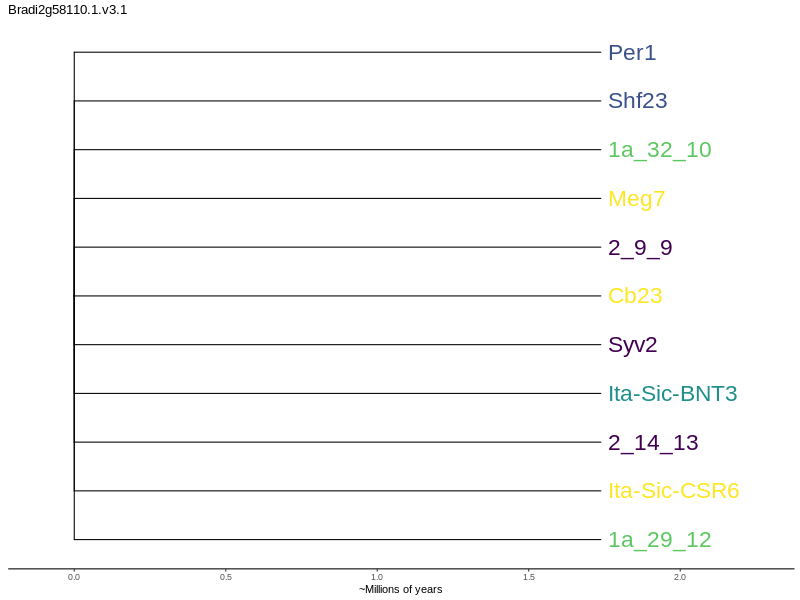 Bradi2g58110.1.v3.1
Per1
Shf23
1a_32_10
Meg7
2_9_9
Cb23
Syv2
Ita-Sic-BNT3
2_14_13
Ita-Sic-CSR6
1a_29_12
0.0 0.5 1.0 1.5 2.0
~Millions of years